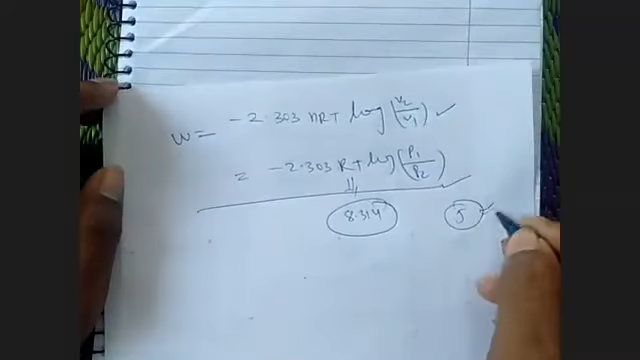 w = -2.303 nRT log (V2/V1) ✓
= -2.303 RT log (P1/P2)
8.314 J